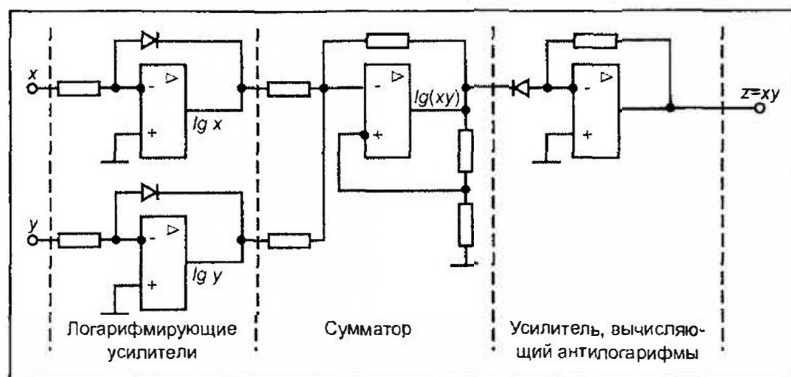 x
-
+
lg x
y
-
+
lg y
-
+
lg(xy)
-
+
z=xy
Логарифмирующие
усилители
Сумматор
Усилитель, вычисляю-
щий антилогарифмы